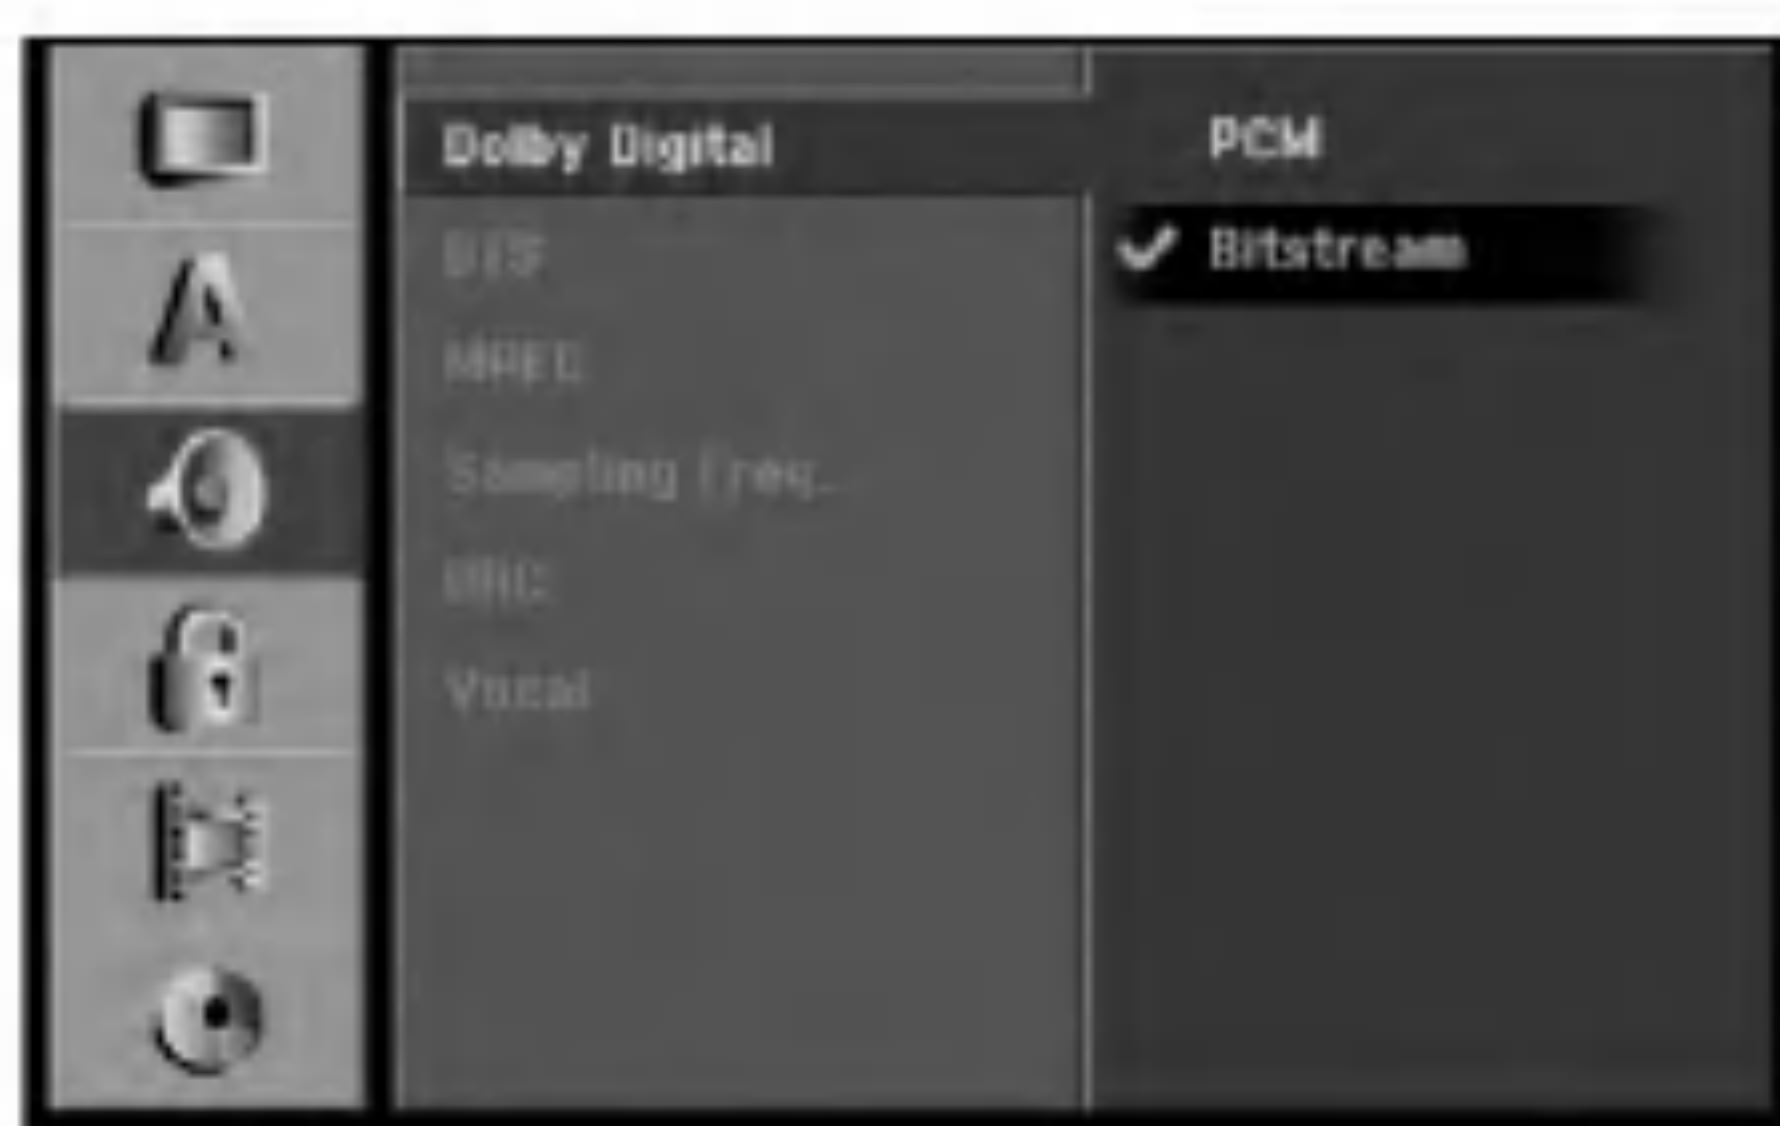 A
Dolby Digital
DTS
MPEG
Sampling Freq.
DRC
Vocal
PCM
Bitstream